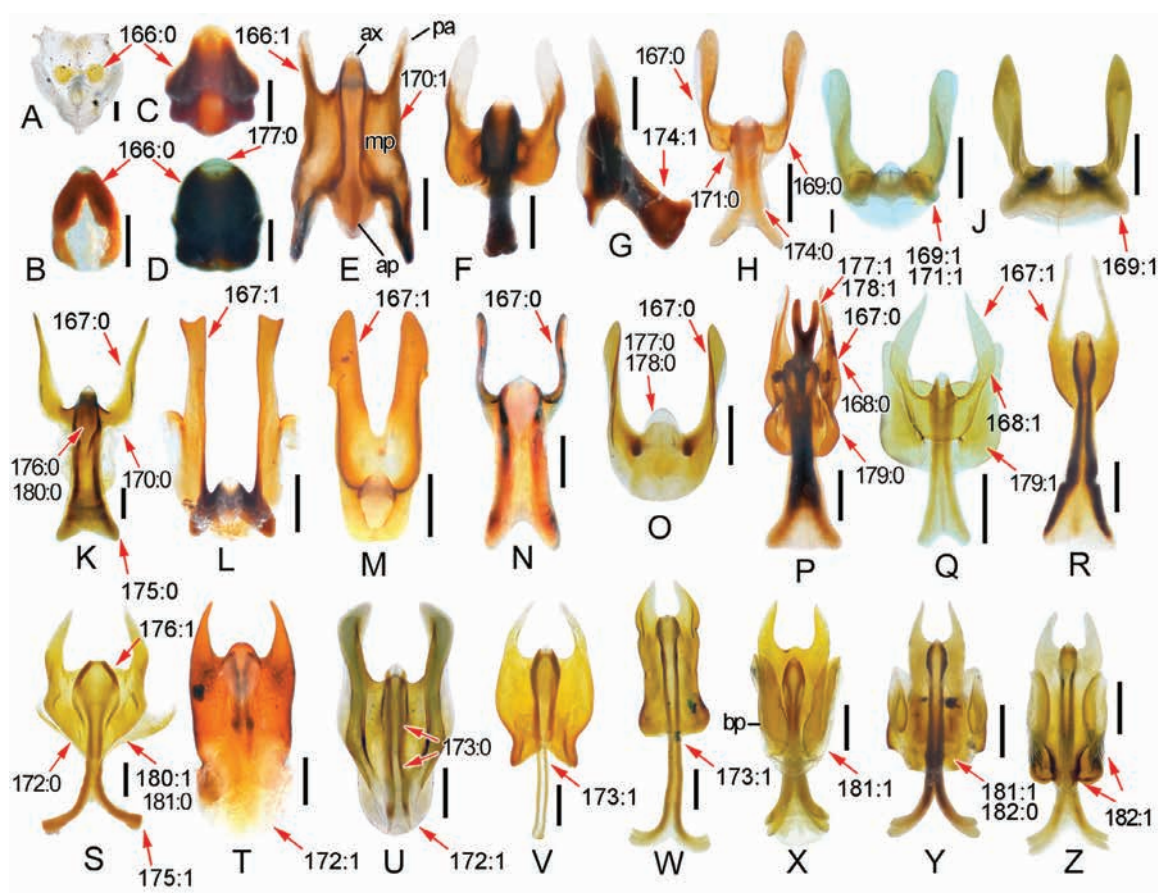 166:0
166:1
ax
pa
170:1
mp
ap
177:0
166:0
174:1
167:0
171:0
169:0
174:0
169:1
171:1
169:1
A
C
B
D
E
F
G
H
I
J
167:0
167:1
167:1
167:0
167:0
177:0
178:0
177:1
178:1
167:0
168:0
179:0
167:1
168:1
179:1
176:0
180:0
170:0
175:0
K
L
M
N
O
P
Q
R
176:1
172:0
180:1
181:0
175:1
172:1
173:0
172:1
173:1
173:1
bp
181:1
181:1
182:0
182:1
S
T
U
V
W
X
Y
Z